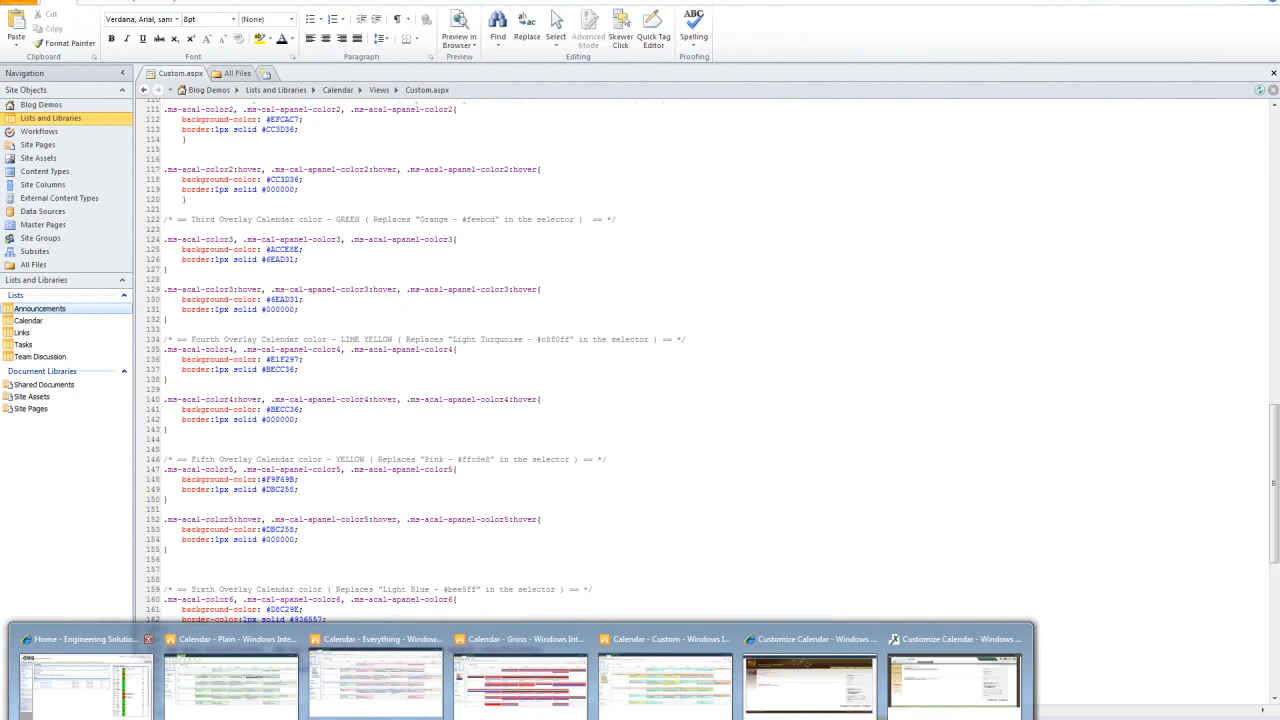 Paste
Cut
Copy
Format Painter
Clipboard
Verdana, Arial, sans
8pt
(None)
Font
Paragraph
Preview in Browser
Preview
Find
Replace
Select
Advanced Mode
Skewer Click
Quick Tag Editor
Editing
ABC
Spelling
Proofing
Navigation
Site Objects
Blog Demos
Lists and Libraries
Workflows
Site Pages
Site Assets
Content Types
Site Columns
External Content Types
Data Sources
Master Pages
Site Groups
Subsites
All Files
Lists and Libraries
Lists
Announcements
Calendar
Links
Tasks
Team Discussion
Document Libraries
Shared Documents
Site Assets
Site Pages
Custom.aspx
All Files
Blog Demos Lists and Libraries Calendar Views Custom.aspx
111 .ms-acal-color2, .ms-cal-apanel-color2, .ms-acal-color2{
112 background-color: #EFCAC7;
113 border:1px solid #CC3D36;
114 }
115
116
117 .ms-acal-color2:hover, .ms-cal-apanel-color2:hover, .ms-acal-color2:hover{
118 background-color: #CC3D36;
119 border:1px solid #000000;
120 }
121
122 /* == Third Overlay Calendar color - GREEN ( Replaces "Orange - #feebcd" in the selector ) == */
123
124 .ms-acal-color3, .ms-cal-apanel-color3, .ms-acal-color3{
125 background-color: #ACCE8E;
126 border:1px solid #6EAD31;
127 }
128
129 .ms-acal-color3:hover, .ms-cal-apanel-color3:hover, .ms-acal-color3:hover{
130 background-color: #6EAD31;
131 border:1px solid #000000;
132 }
133
134 /* == Fourth Overlay Calendar color - LIME YELLOW ( Replaces "Light Turquoise - #c8f0ff" in the selector ) == */
135 .ms-acal-color4, .ms-cal-apanel-color4, .ms-acal-color4{
136 background-color: #E1F297;
137 border:1px solid #BECC36;
138 }
139
140 .ms-acal-color4:hover, .ms-cal-apanel-color4:hover, .ms-acal-color4:hover{
141 background-color: #BECC36;
142 border:1px solid #000000;
143 }
144
145
146 /* == Fifth Overlay Calendar color - YELLOW ( Replaces "Pink - #ffc8e8" in the selector ) == */
147 .ms-acal-color5, .ms-cal-apanel-color5, .ms-acal-color5{
148 background-color:#F9F69B;
149 border:1px solid #DBC258;
150 }
151
152 .ms-acal-color5:hover, .ms-cal-apanel-color5:hover, .ms-acal-color5:hover{
153 background-color:#DBC258;
154 border:1px solid #000000;
155 }
156
157
158
159 /* == Sixth Overlay Calendar color ( Replaces "Light Blue - #bee5ff" in the selector ) == */
160 .ms-acal-color6, .ms-cal-apanel-color6, .ms-acal-color6{
161 background-color: #D8C29E;
162 border:1px solid #936557;
Home - Engineering Solutio...
Calendar - Plain - Windows Inte...
Calendar - Everything - Window...
Calendar - Gross - Windows Int...
Calendar - Custom - Windows I...
Customize Calendar - Windows ...
Customize Calendar - Windows ...